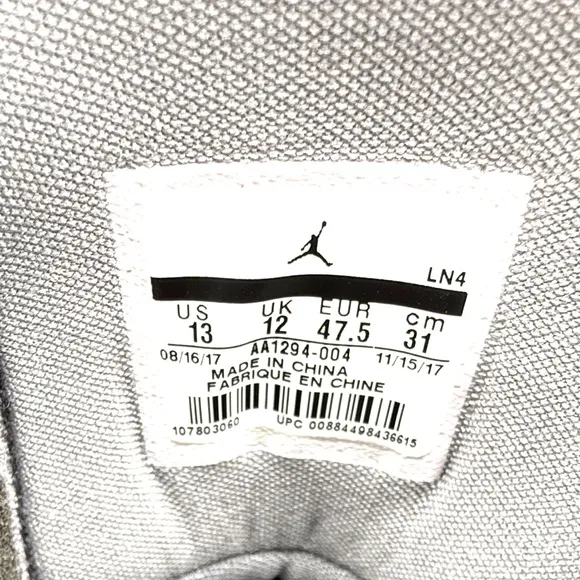 LN4
US UK EUR cm
13 12 47.5 31
08/16/17 AA1294-004 11/15/17
MADE IN CHINA
FABRIQUE EN CHINE
107803060 UPC 00884498436615